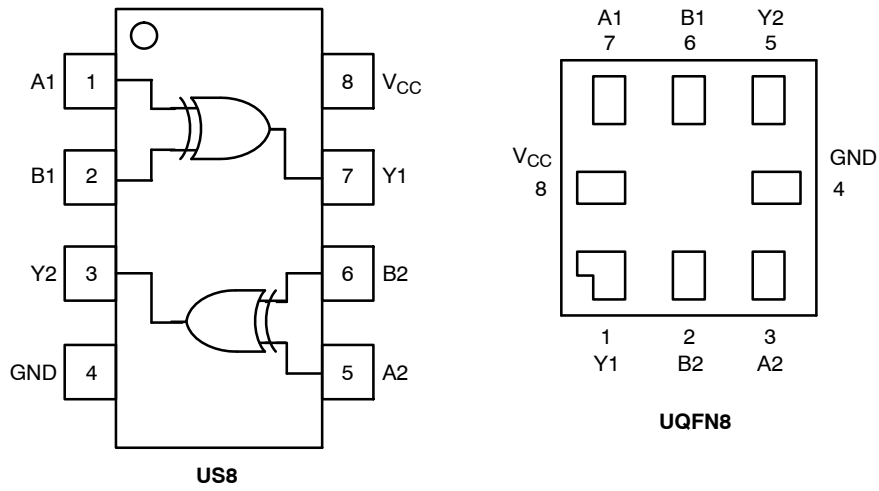 A1 1 8 VCC
B1 2 7 Y1
Y2 3 6 B2
GND 4 5 A2
US8
A1 B1 Y2
7 6 5
VCC GND
8 4
1 2 3
Y1 B2 A2
UQFN8